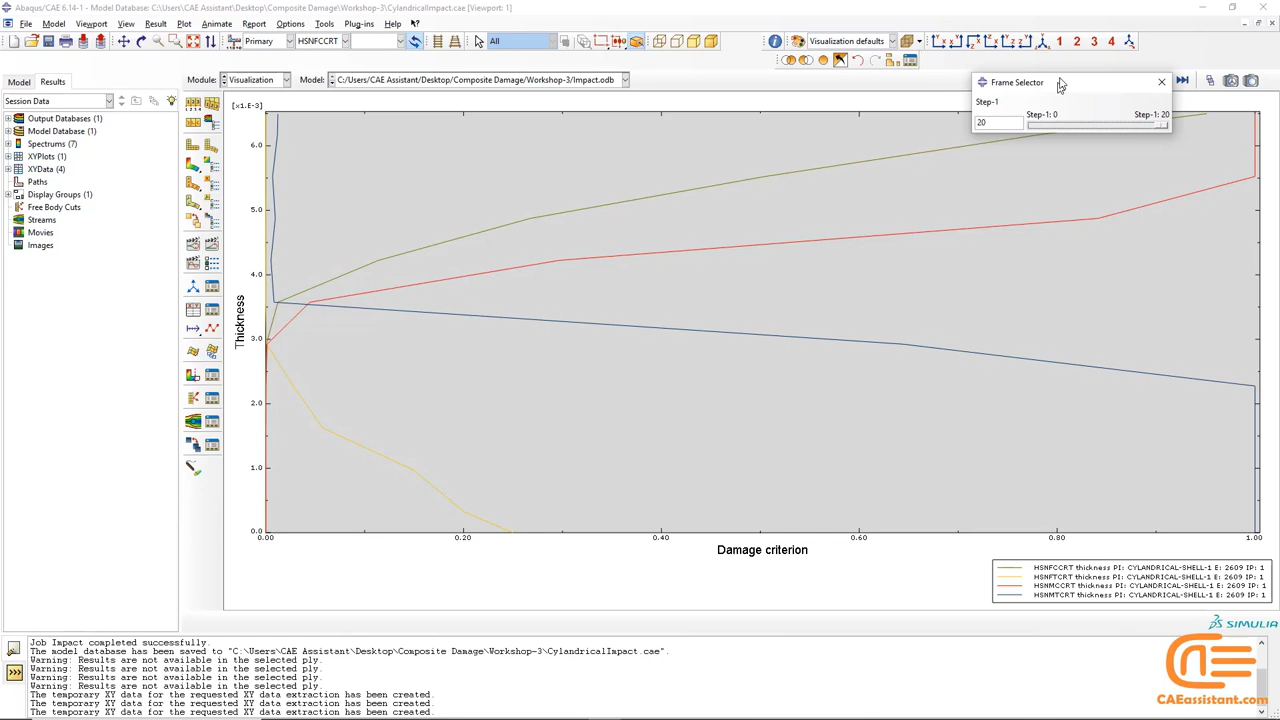 Abaqus/CAE 6.14-1 - Model Database: C:\Users\CAE Assistant\Desktop\Composite Damage\Workshop-3\CylandricalImpact.cae [Viewport: 1]
File Model Viewport View Result Plot Animate Report Options Tools Plug-ins Help
Primary HSNFCCRT All Visualization defaults 1 2 3 4
Model Results Module: Visualization Model: C:/Users/CAE Assistant/Desktop/Composite Damage/Workshop-3/Impact.odb
Session Data
Output Databases (1)
Model Database (1)
Spectrums (7)
XYPlots (1)
XYData (4)
Paths
Display Groups (1)
Free Body Cuts
Streams
Movies
Images
Frame Selector
Step-1
20 Step-1: 0 Step-1: 20
[x1.E-3]
6.0
5.0
4.0
3.0
2.0
1.0
0.0
Thickness
0.00 0.20 0.40 0.60 0.80 1.00
Damage criterion
HSNFCCRT thickness PI: CYLANDRICAL-SHELL-1 E: 2609 IP: 1
HSNFTCRT thickness PI: CYLANDRICAL-SHELL-1 E: 2609 IP: 1
HSNMCCRT thickness PI: CYLANDRICAL-SHELL-1 E: 2609 IP: 1
HSNMTCRT thickness PI: CYLANDRICAL-SHELL-1 E: 2609 IP: 1
SIMULIA
Job Impact completed successfully.
The model database has been saved to "C:\Users\CAE Assistant\Desktop\Composite Damage\Workshop-3\CylandricalImpact.cae".
Warning: Results are not available in the selected ply.
Warning: Results are not available in the selected ply.
Warning: Results are not available in the selected ply.
Warning: Results are not available in the selected ply.
The temporary XY data for the requested XY data extraction has been created.
The temporary XY data for the requested XY data extraction has been created.
The temporary XY data for the requested XY data extraction has been created.
CAEassistant.com